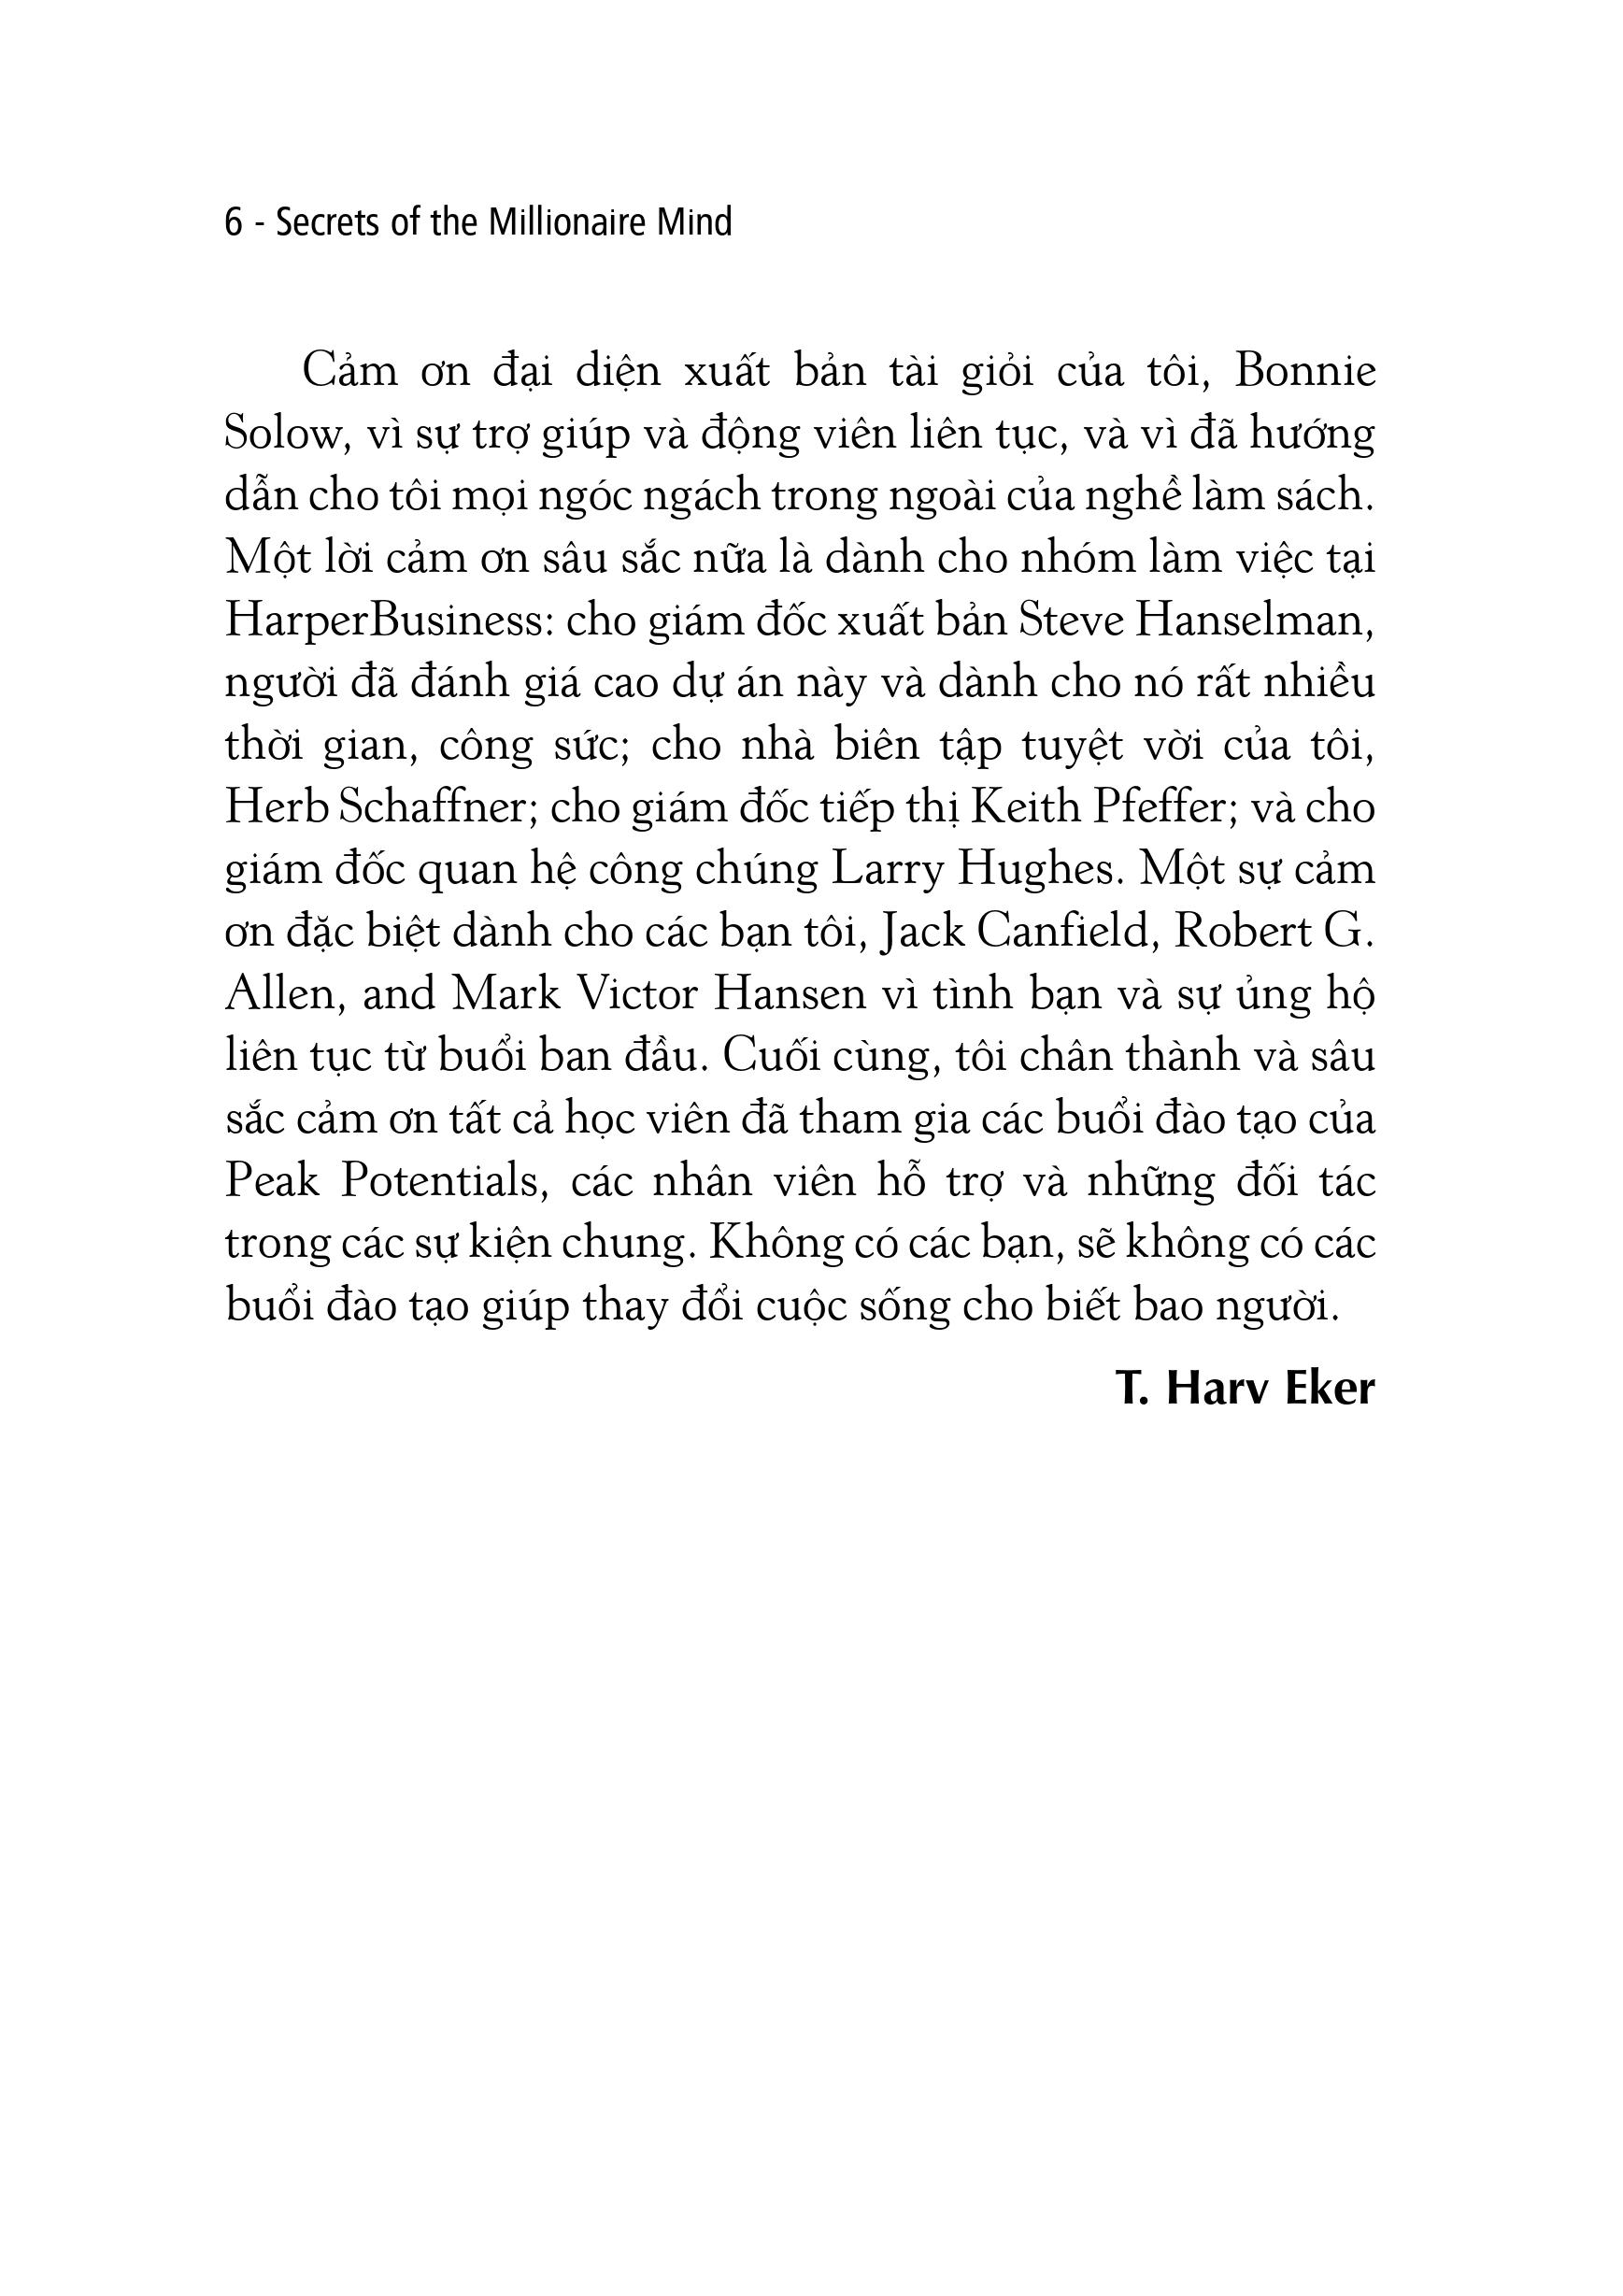 6 - Secrets of the Millionaire Mind
Cảm ơn đại diện xuất bản tài giỏi của tôi, Bonnie
Solow, vì sự trợ giúp và động viên liên tục, và vì đã hướng
dẫn cho tôi mọi ngóc ngách trong ngoài của nghề làm sách.
Một lời cảm ơn sâu sắc nữa là dành cho nhóm làm việc tại
HarperBusiness: cho giám đốc xuất bản Steve Hanselman,
người đã đánh giá cao dự án này và dành cho nó rất nhiều
thời gian, công sức; cho nhà biên tập tuyệt vời của tôi,
Herb Schaffner; cho giám đốc tiếp thị Keith Pfeffer; và cho
giám đốc quan hệ công chúng Larry Hughes. Một sự cảm
ơn đặc biệt dành cho các bạn tôi, Jack Canfield, Robert G.
Allen, and Mark Victor Hansen vì tình bạn và sự ủng hộ
liên tục từ buổi ban đầu. Cuối cùng, tôi chân thành và sâu
sắc cảm ơn tất cả học viên đã tham gia các buổi đào tạo của
Peak Potentials, các nhân viên hỗ trợ và những đối tác
trong các sự kiện chung. Không có các bạn, sẽ không có các
buổi đào tạo giúp thay đổi cuộc sống cho biết bao người.
T. Harv Eker